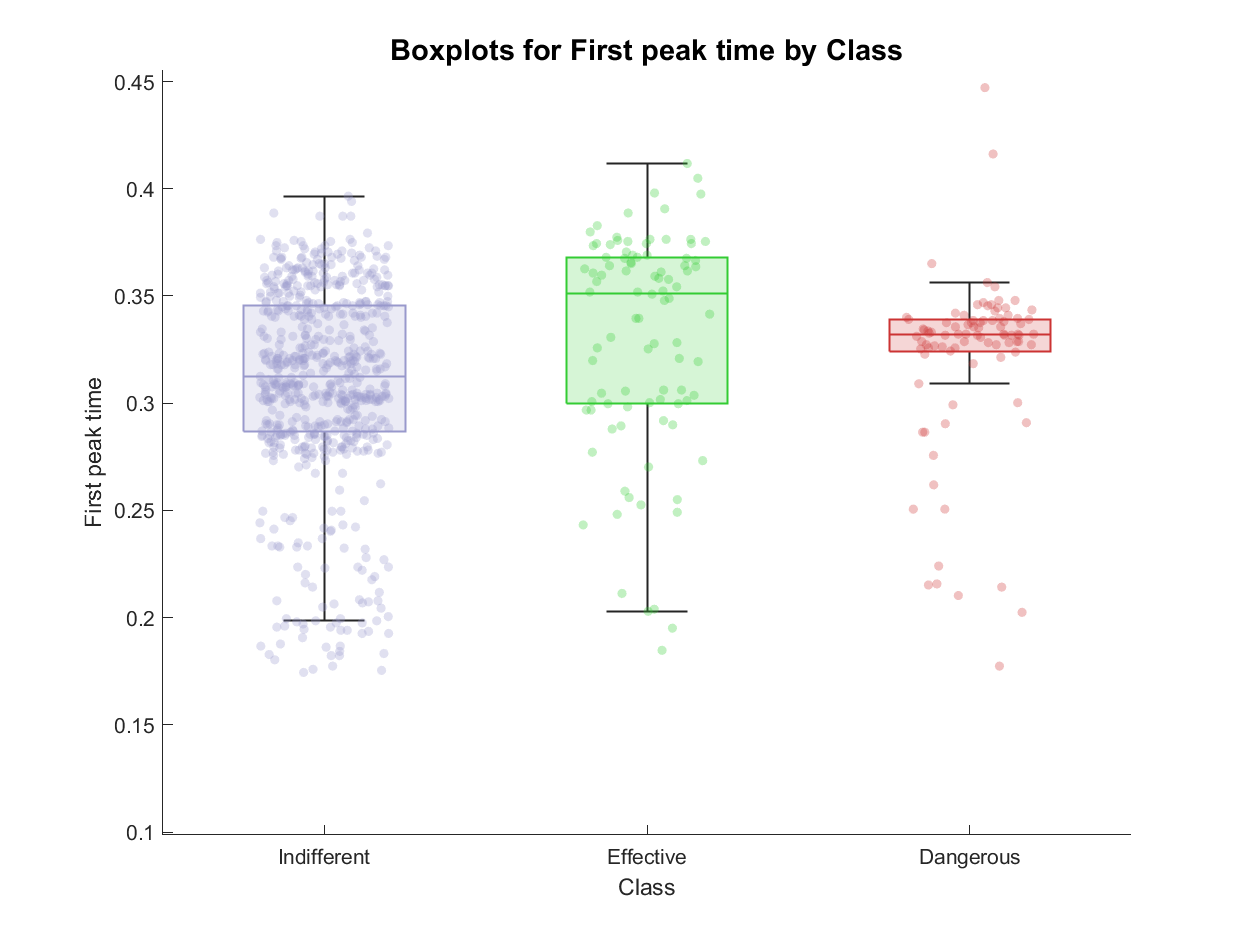 Boxplots for First peak time by Class
0.45
0.4
0.35
0.3
0.25
0.2
0.15
0.1
First peak time
Indifferent
Effective
Dangerous
Class